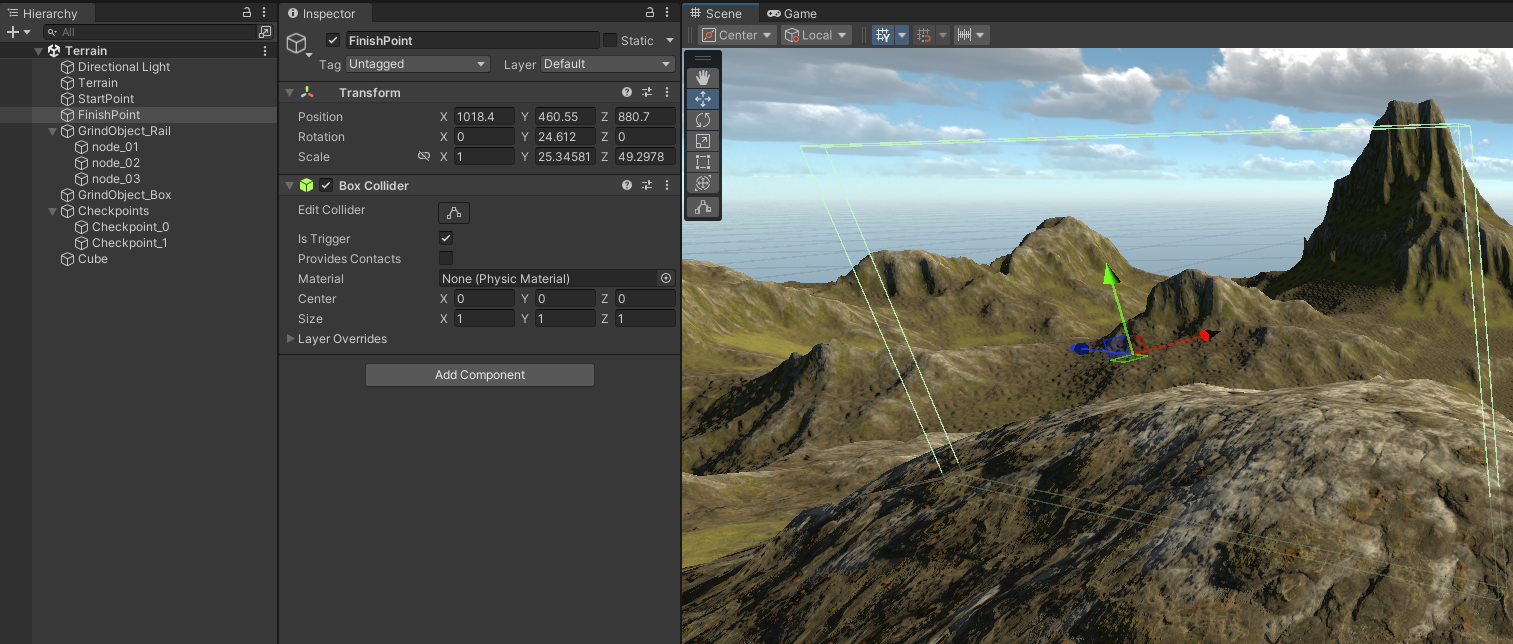 Hierarchy
All
Terrain
Directional Light
Terrain
StartPoint
FinishPoint
GrindObject_Rail
node_01
node_02
node_03
GrindObject_Box
Checkpoints
Checkpoint_0
Checkpoint_1
Cube
Inspector
FinishPoint
Static
Tag Untagged Layer Default
Transform
Position X 1018.4 Y 460.55 Z 880.7
Rotation X 0 Y 24.612 Z 0
Scale X 1 Y 25.34581 Z 49.2978
Box Collider
Edit Collider
Is Trigger
Provides Contacts
Material None (Physic Material)
Center X 0 Y 0 Z 0
Size X 1 Y 1 Z 1
Layer Overrides
Add Component
Scene Game
Center Local